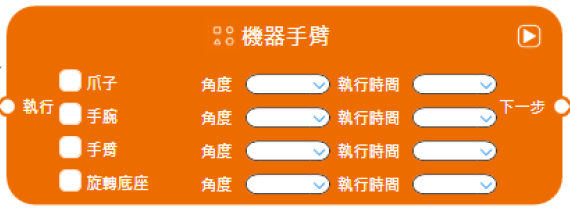 機器手臂
爪子 角度 執行時間
執行
手腕 角度 執行時間 下一步
手臂 角度 執行時間
旋轉底座 角度 執行時間